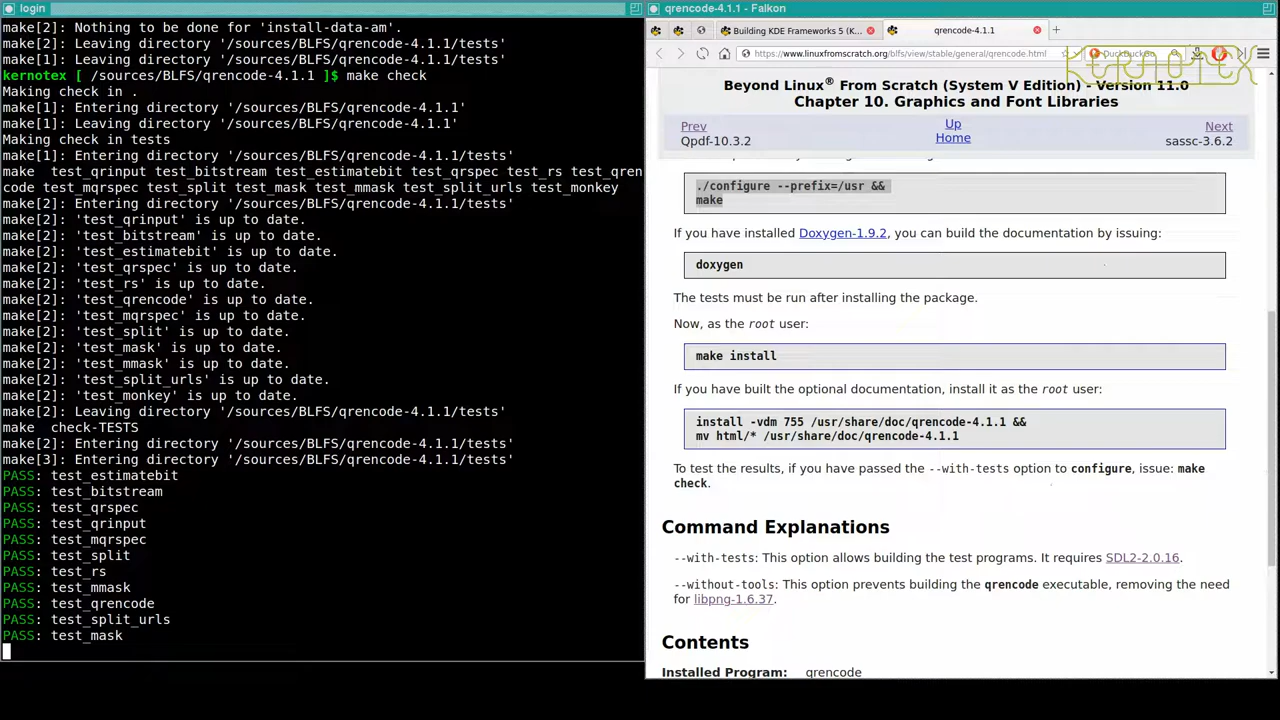 login
make[2]: Nothing to be done for 'install-data-am'.
make[2]: Leaving directory '/sources/BLFS/qrencode-4.1.1/tests'
make[1]: Leaving directory '/sources/BLFS/qrencode-4.1.1/tests'
kernotex [ /sources/BLFS/qrencode-4.1.1 ]$ make check
Making check in .
make[1]: Entering directory '/sources/BLFS/qrencode-4.1.1'
make[1]: Leaving directory '/sources/BLFS/qrencode-4.1.1'
Making check in tests
make[1]: Entering directory '/sources/BLFS/qrencode-4.1.1/tests'
make  test_qrinput test_bitstream test_estimatebit test_qrspec test_rs test_qren
code test_mqrspec test_split test_mask test_mmask test_split_urls test_monkey
make[2]: Entering directory '/sources/BLFS/qrencode-4.1.1/tests'
make[2]: 'test_qrinput' is up to date.
make[2]: 'test_bitstream' is up to date.
make[2]: 'test_estimatebit' is up to date.
make[2]: 'test_qrspec' is up to date.
make[2]: 'test_rs' is up to date.
make[2]: 'test_qrencode' is up to date.
make[2]: 'test_mqrspec' is up to date.
make[2]: 'test_split' is up to date.
make[2]: 'test_mask' is up to date.
make[2]: 'test_mmask' is up to date.
make[2]: 'test_split_urls' is up to date.
make[2]: 'test_monkey' is up to date.
make[2]: Leaving directory '/sources/BLFS/qrencode-4.1.1/tests'
make  check-TESTS
make[2]: Entering directory '/sources/BLFS/qrencode-4.1.1/tests'
make[3]: Entering directory '/sources/BLFS/qrencode-4.1.1/tests'
PASS: test_estimatebit
PASS: test_bitstream
PASS: test_qrspec
PASS: test_qrinput
PASS: test_mqrspec
PASS: test_split
PASS: test_rs
PASS: test_mmask
PASS: test_qrencode
PASS: test_split_urls
PASS: test_mask
qrencode-4.1.1 - Falkon
Building KDE Frameworks 5 (K...
qrencode-4.1.1
https://www.linuxfromscratch.org/blfs/view/stable/general/qrencode.html
DuckDuckGo
KERNOTEX
Beyond Linux® From Scratch (System V Edition) - Version 11.0
Chapter 10. Graphics and Font Libraries
Prev Up Next
Qpdf-10.3.2 Home sassc-3.6.2
./configure --prefix=/usr &&
make
If you have installed Doxygen-1.9.2, you can build the documentation by issuing:
doxygen
The tests must be run after installing the package.
Now, as the root user:
make install
If you have built the optional documentation, install it as the root user:
install -vdm 755 /usr/share/doc/qrencode-4.1.1 &&
mv html/* /usr/share/doc/qrencode-4.1.1
To test the results, if you have passed the --with-tests option to configure, issue: make
check.
Command Explanations
--with-tests: This option allows building the test programs. It requires SDL2-2.0.16.
--without-tools: This option prevents building the qrencode executable, removing the need
for libpng-1.6.37.
Contents
Installed Program: qrencode